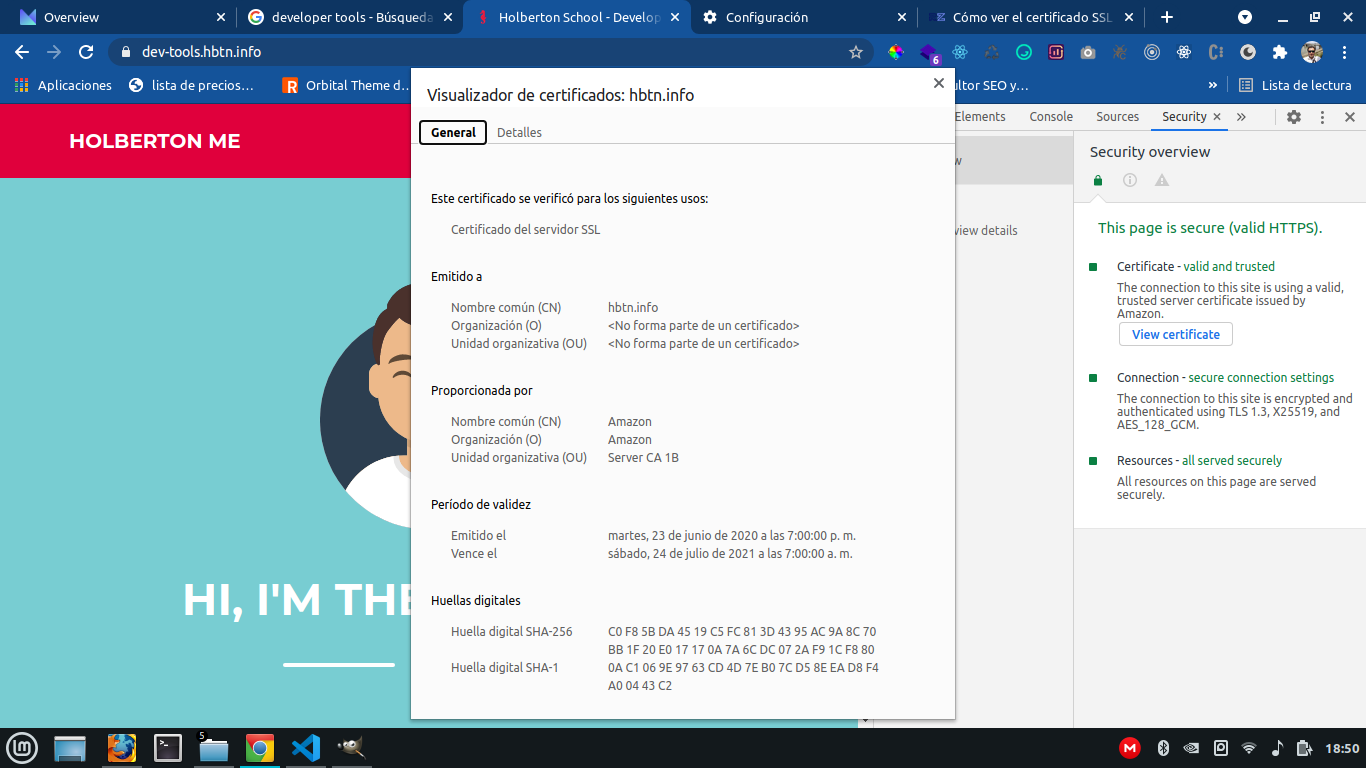 Overview
developer tools - Búsqueda
Holberton School - Develop
Configuración
Cómo ver el certificado SSL
dev-tools.hbtn.info
6
Aplicaciones
lista de precios…
Orbital Theme d…
ultor SEO y…
»
Lista de lectura
HOLBERTON ME
HI, I'M THE
Visualizador de certificados: hbtn.info
General
Detalles
Este certificado se verificó para los siguientes usos:
Certificado del servidor SSL
Emitido a
Nombre común (CN) hbtn.info
Organización (O) <No forma parte de un certificado>
Unidad organizativa (OU) <No forma parte de un certificado>
Proporcionada por
Nombre común (CN) Amazon
Organización (O) Amazon
Unidad organizativa (OU) Server CA 1B
Período de validez
Emitido el martes, 23 de junio de 2020 a las 7:00:00 p. m.
Vence el sábado, 24 de julio de 2021 a las 7:00:00 a. m.
Huellas digitales
Huella digital SHA-256 C0 F8 5B DA 45 19 C5 FC 81 3D 43 95 AC 9A 8C 70
BB 1F 20 E0 17 17 0A 7A 6C DC 07 2A F9 1C F8 80
Huella digital SHA-1 0A C1 06 9E 97 63 CD 4D 7E B0 7C D5 8E EA D8 F4
A0 04 43 C2
Elements
Console
Sources
Security
»
w
view details
Security overview
This page is secure (valid HTTPS).
Certificate - valid and trusted
The connection to this site is using a valid,
trusted server certificate issued by
Amazon.
View certificate
Connection - secure connection settings
The connection to this site is encrypted and
authenticated using TLS 1.3, X25519, and
AES_128_GCM.
Resources - all served securely
All resources on this page are served
securely.
5
M
18:50